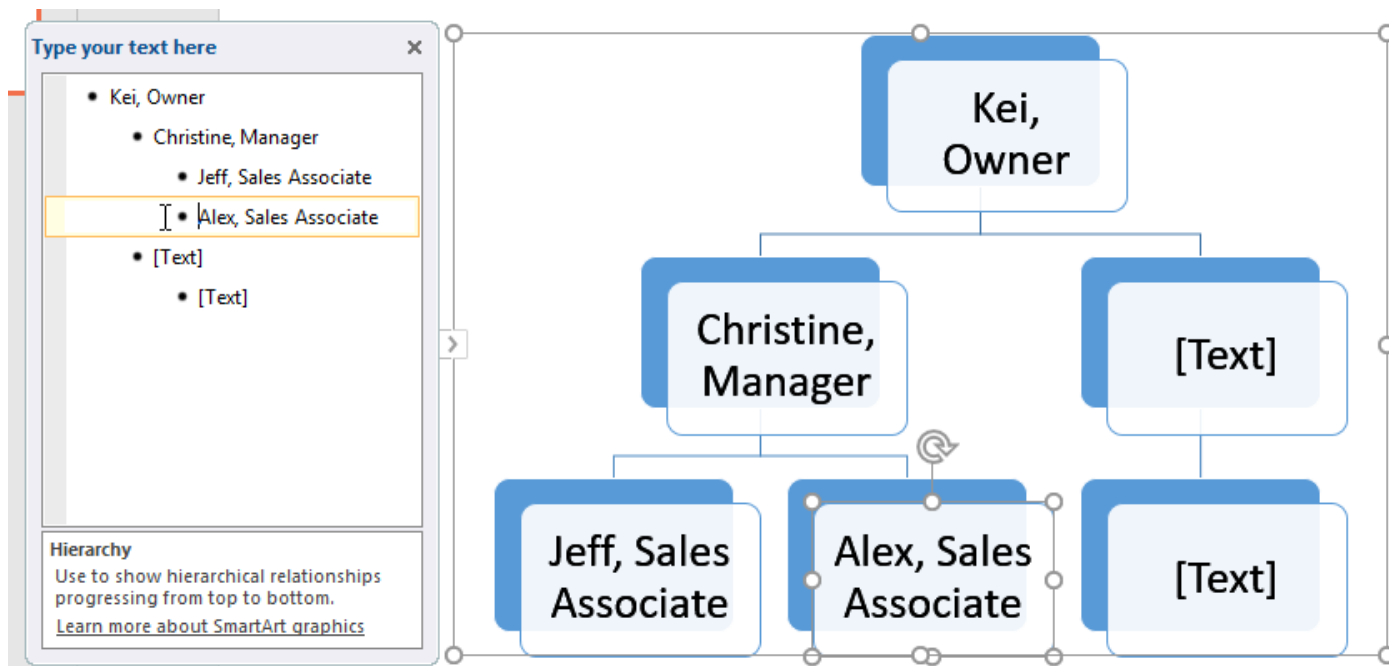 Type your text here
Kei, Owner
Christine, Manager
Jeff, Sales Associate
Alex, Sales Associate
[Text]
[Text]
Hierarchy
Use to show hierarchical relationships
progressing from top to bottom.
Learn more about SmartArt graphics
Kei,
Owner
Christine,
Manager
[Text]
Jeff, Sales
Associate
Alex, Sales
Associate
[Text]